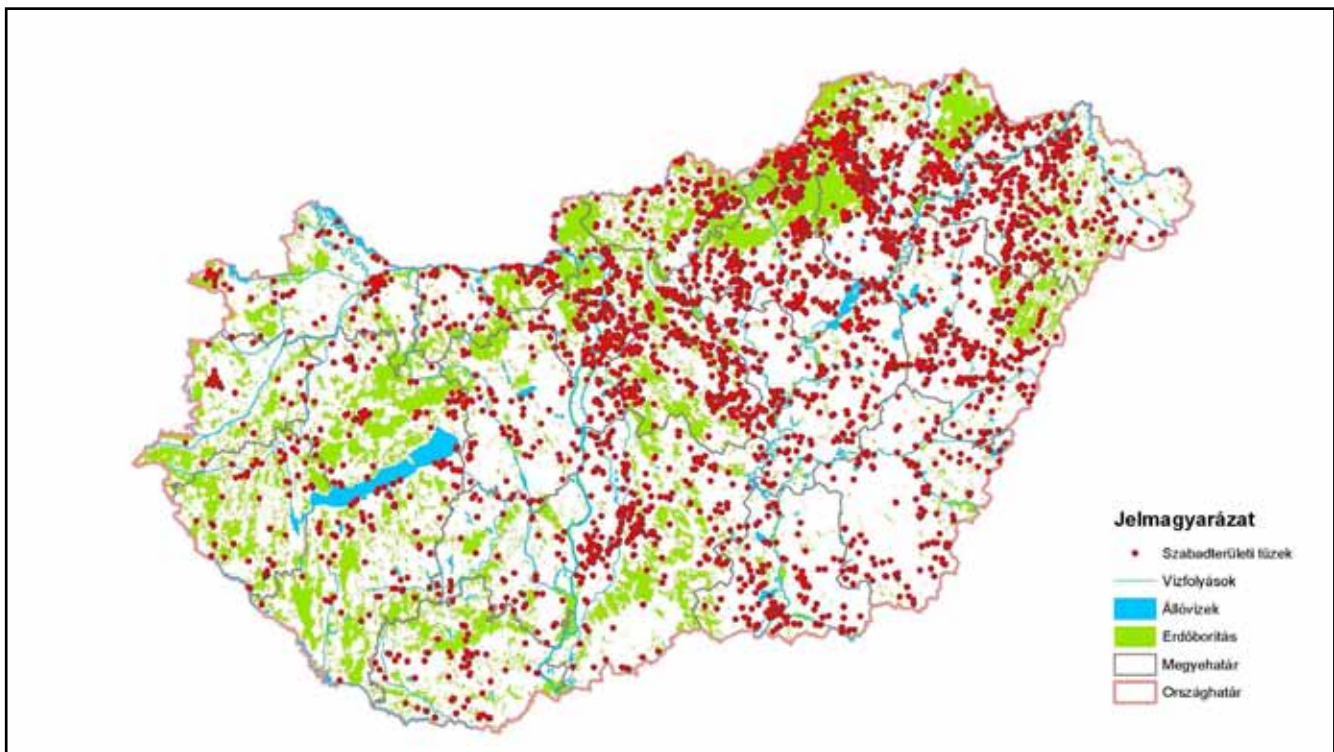 Jelmagyarázat
Szabadterületi tüzek
Vízfolyások
Állóvizek
Erdőborítás
Megyehatár
Országhatár